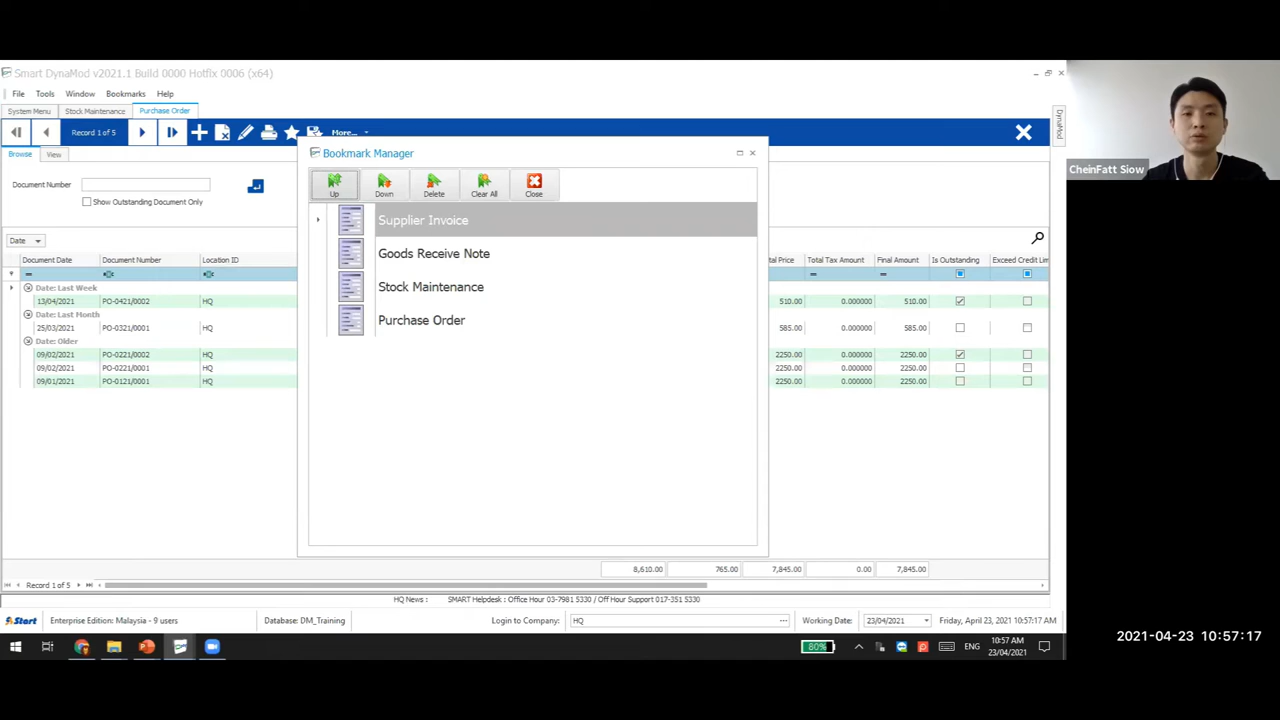 Smart DynaMod v2021.1 Build 0000 Hotfix 0006 (x64)
File Tools Window Bookmarks Help
System Menu Stock Maintenance Purchase Order
DynaMod
Record 1 of 5 More...
Browse View
Document Number
Show Outstanding Document Only
Date
Document Date Document Number Location ID
= =
Date: Last Week
13/04/2021 PO-0421/0002 HQ
Date: Last Month
25/03/2021 PO-0321/0001 HQ
Date: Older
09/02/2021 PO-0221/0002 HQ
09/02/2021 PO-0221/0001 HQ
09/01/2021 PO-0121/0001 HQ
Bookmark Manager
Up Down Delete Clear All Close
Supplier Invoice
Goods Receive Note
Stock Maintenance
Purchase Order
tal Price Total Tax Amount Final Amount Is Outstanding Exceed Credit Lim
= =
510.00 0.000000 510.00
585.00 0.000000 585.00
2250.00 0.000000 2250.00
2250.00 0.000000 2250.00
2250.00 0.000000 2250.00
8,610.00 765.00 7,845.00 0.00 7,845.00
Record 1 of 5
HQ News : SMART Helpdesk : Office Hour 03-7981 5330 / Off Hour Support 017-351 5330
Start Enterprise Edition: Malaysia - 9 users Database: DM_Training Login to Company: HQ Working Date: 23/04/2021 Friday, April 23, 2021 10:57:17 AM
80% ENG 10:57 AM
23/04/2021
CheinFatt Siow
2021-04-23 10:57:17